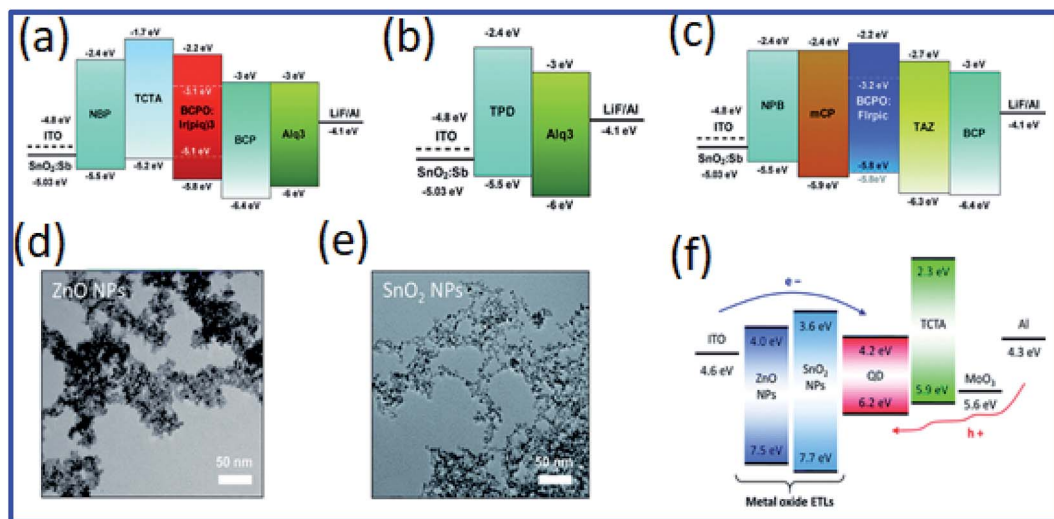 (a)
-1.7 eV
-2.4 eV
-2.2 eV
NBP
TCTA
-3.1 eV
BCPO:
Ir(piq)3
-5.1 eV
-3 eV
-3 eV
BCP
Alq3
LiF/Al
-4.1 eV
-4.8 eV
ITO
SnO2:Sb
-5.03 eV
-5.5 eV
-5.2 eV
-5.8 eV
-6.4 eV
-6 eV
(b)
-2.4 eV
-3 eV
TPD
Alq3
LiF/Al
-4.1 eV
-4.8 eV
ITO
SnO2:Sb
-5.03 eV
-5.5 eV
-6 eV
(c)
-2.4 eV
-2.4 eV
-2.2 eV
-2.7 eV
-3 eV
NPB
mCP
-3.2 eV
BCPO:
FIrpic
-5.8 eV
-5.8eV
TAZ
BCP
LiF/Al
-4.1 eV
-4.8 eV
ITO
SnO2:Sb
-5.03 eV
-5.5 eV
-5.9 eV
-6.3 eV
-6.4 eV
(d)
ZnO NPs
50 nm
(e)
SnO2 NPs
50 nm
(f)
e –
ITO
4.6 eV
4.0 eV
ZnO
NPs
7.5 eV
3.6 eV
SnO2
NPs
7.7 eV
4.2 eV
QD
6.2 eV
2.3 eV
TCTA
5.9 eV
MoO3
5.6 eV
Al
4.3 eV
h +
Metal oxide ETLs